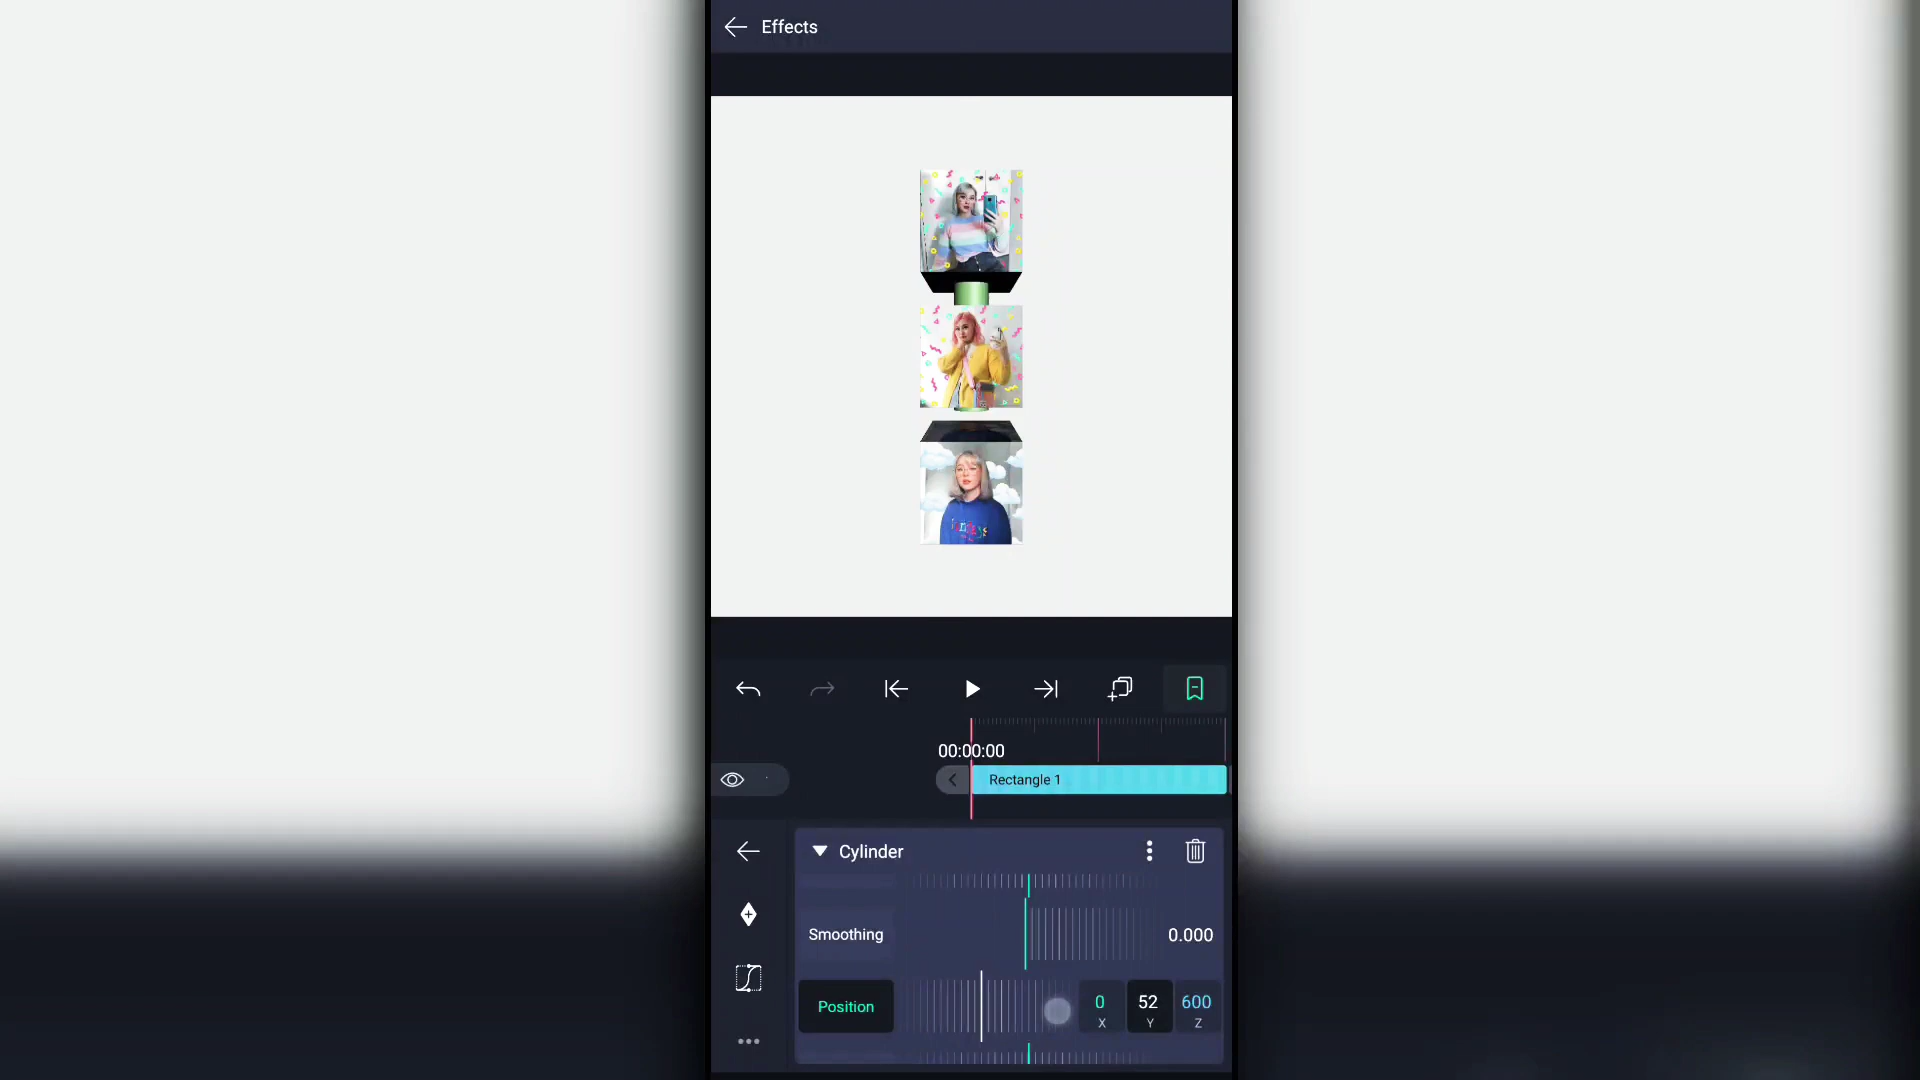 Effects
00:00:00
Rectangle 1
Cylinder
Smoothing
0.000
Position
0
52
600
X
Y
Z